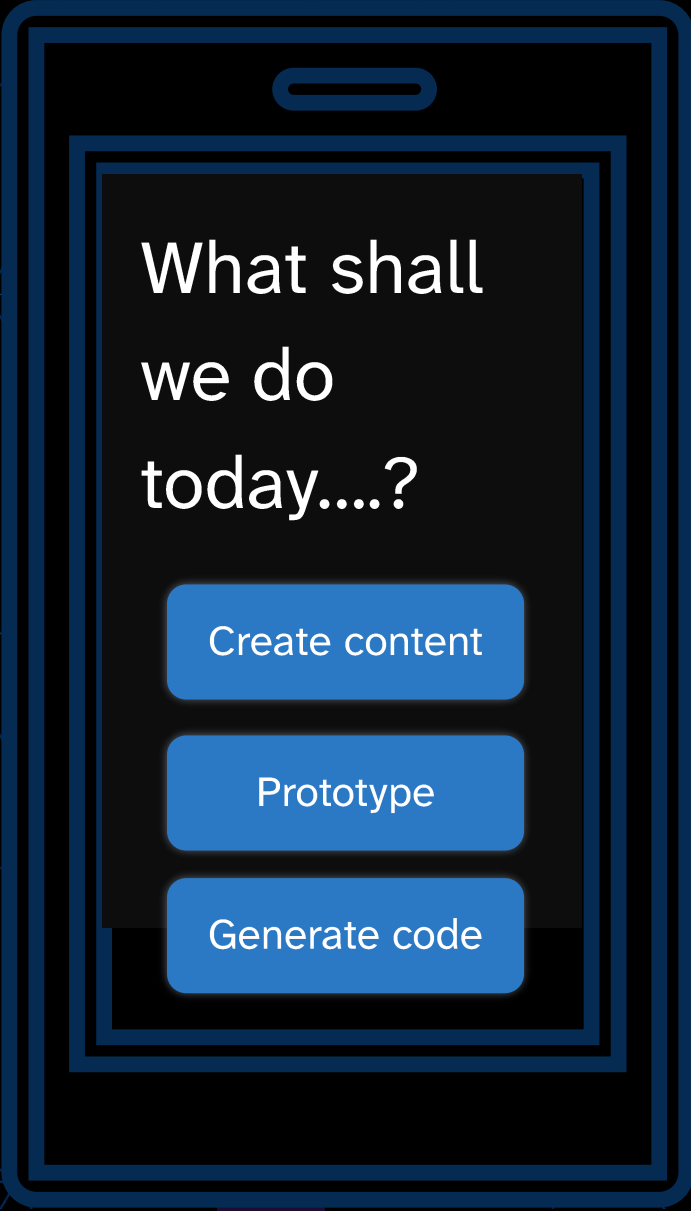 What shall
we do
today....?
Create content
Prototype
Generate code